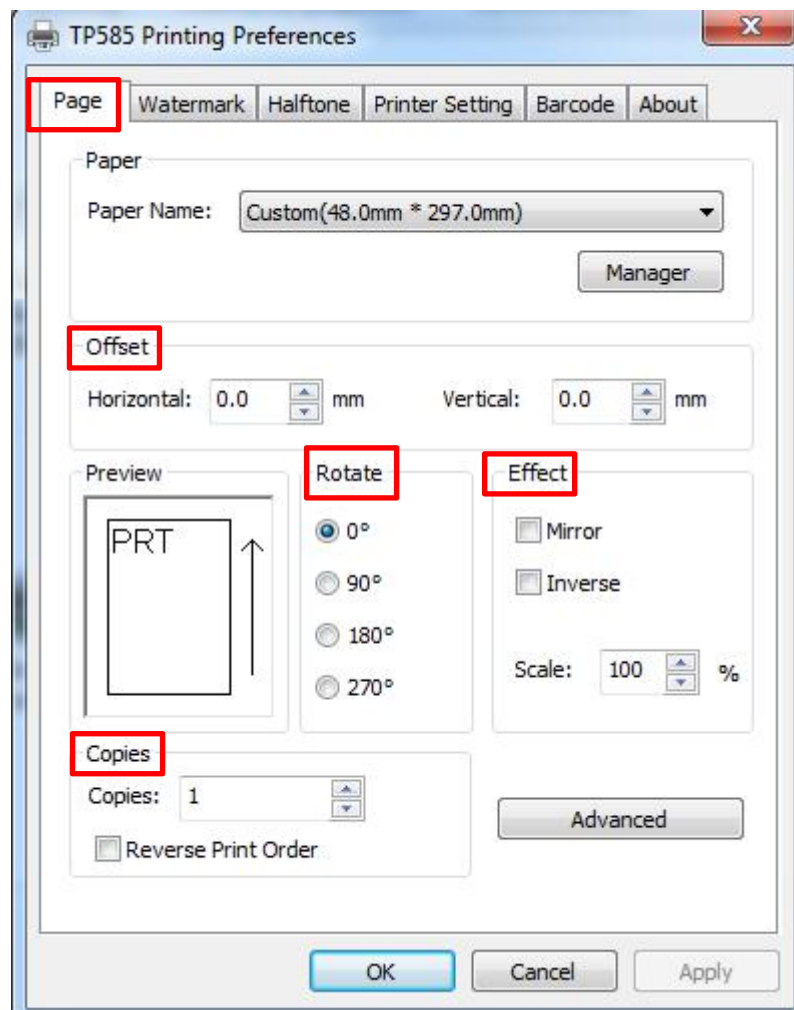 TP585 Printing Preferences
X
Page Watermark Halftone Printer Setting Barcode About
Paper
Paper Name: Custom(48.0mm * 297.0mm)
Manager
Offset
Horizontal: 0.0 mm Vertical: 0.0 mm
Preview Rotate Effect
PRT
0° Mirror
90° Inverse
180°
Scale: 100 %
270°
Copies
Copies: 1
Advanced
Reverse Print Order
OK Cancel Apply